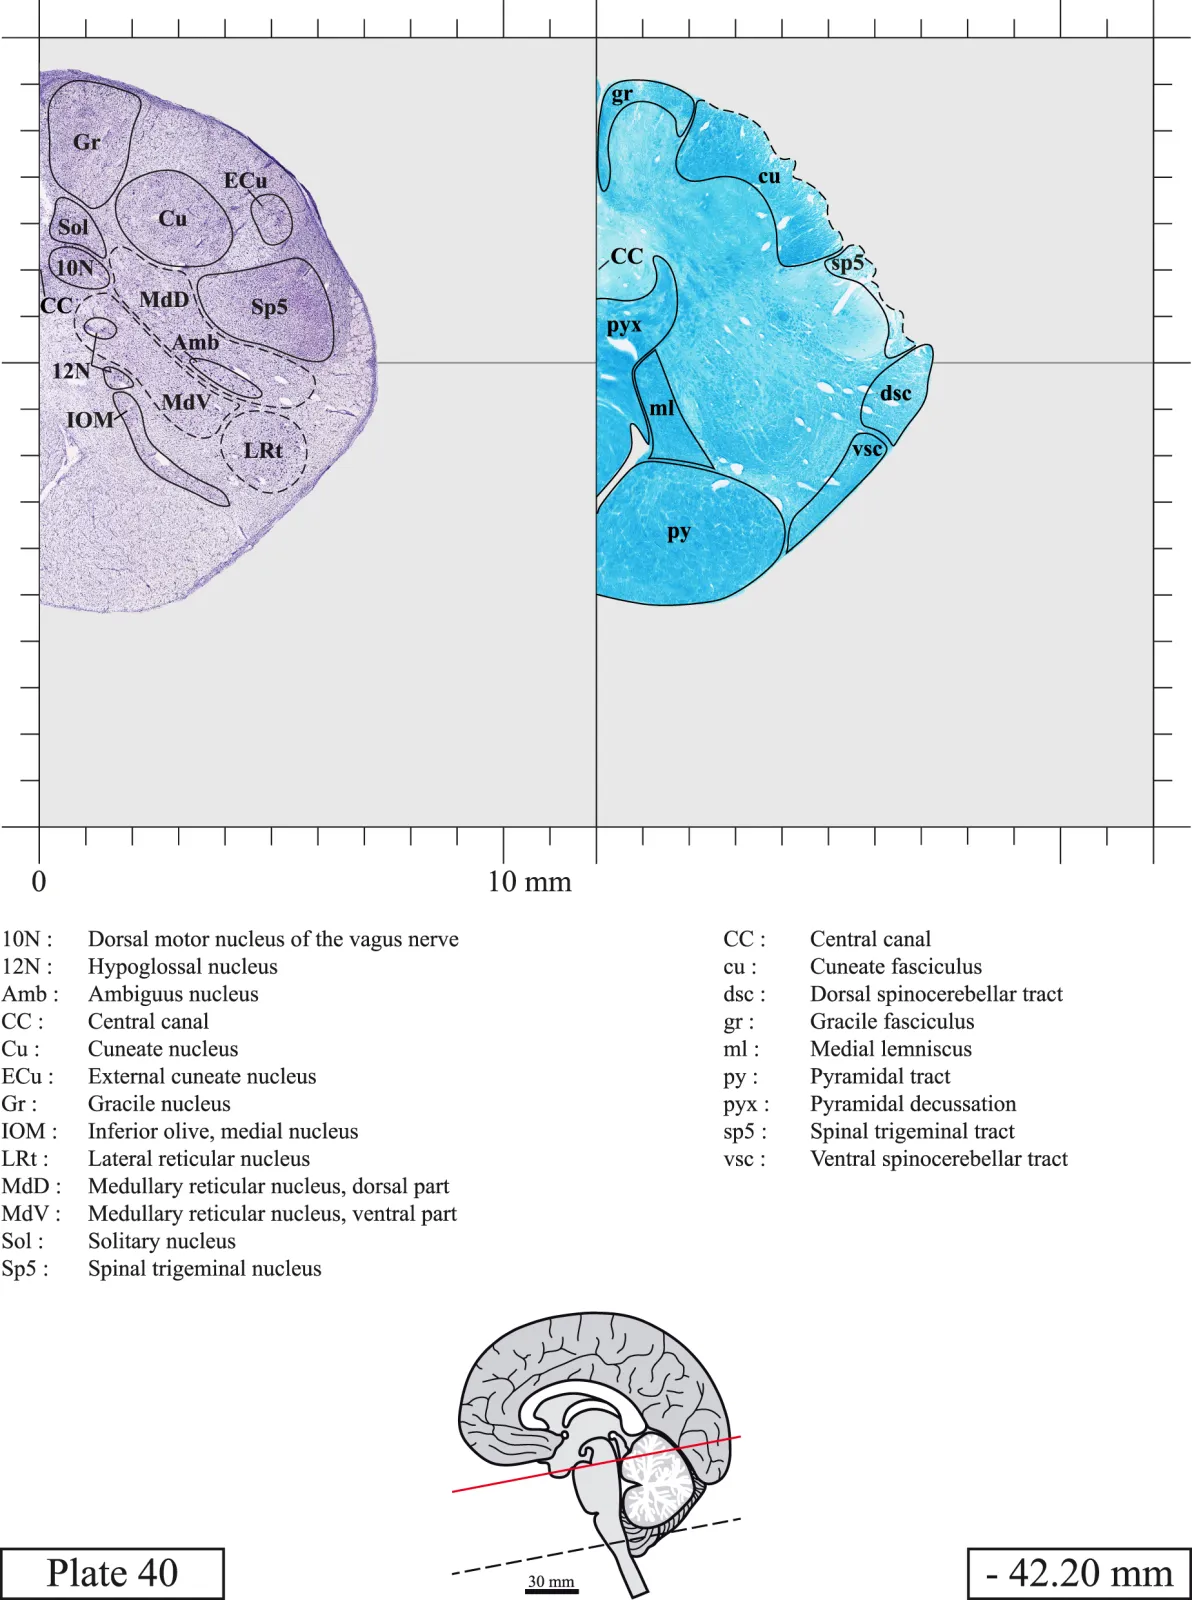 Gr
gr
ECu
cu
Cu
Sol
CC
sp5
10N
MdD
CC
Sp5
pyx
Amb
12N
dsc
MdV
ml
IOM
LRt
vsc
py
0
10 mm
10N : Dorsal motor nucleus of the vagus nerve
12N : Hypoglossal nucleus
Amb : Ambiguus nucleus
CC : Central canal
Cu : Cuneate nucleus
ECu : External cuneate nucleus
Gr : Gracile nucleus
IOM : Inferior olive, medial nucleus
LRt : Lateral reticular nucleus
MdD : Medullary reticular nucleus, dorsal part
MdV : Medullary reticular nucleus, ventral part
Sol : Solitary nucleus
Sp5 : Spinal trigeminal nucleus
CC : Central canal
cu : Cuneate fasciculus
dsc : Dorsal spinocerebellar tract
gr : Gracile fasciculus
ml : Medial lemniscus
py : Pyramidal tract
pyx : Pyramidal decussation
sp5 : Spinal trigeminal tract
vsc : Ventral spinocerebellar tract
30 mm
Plate 40
- 42.20 mm